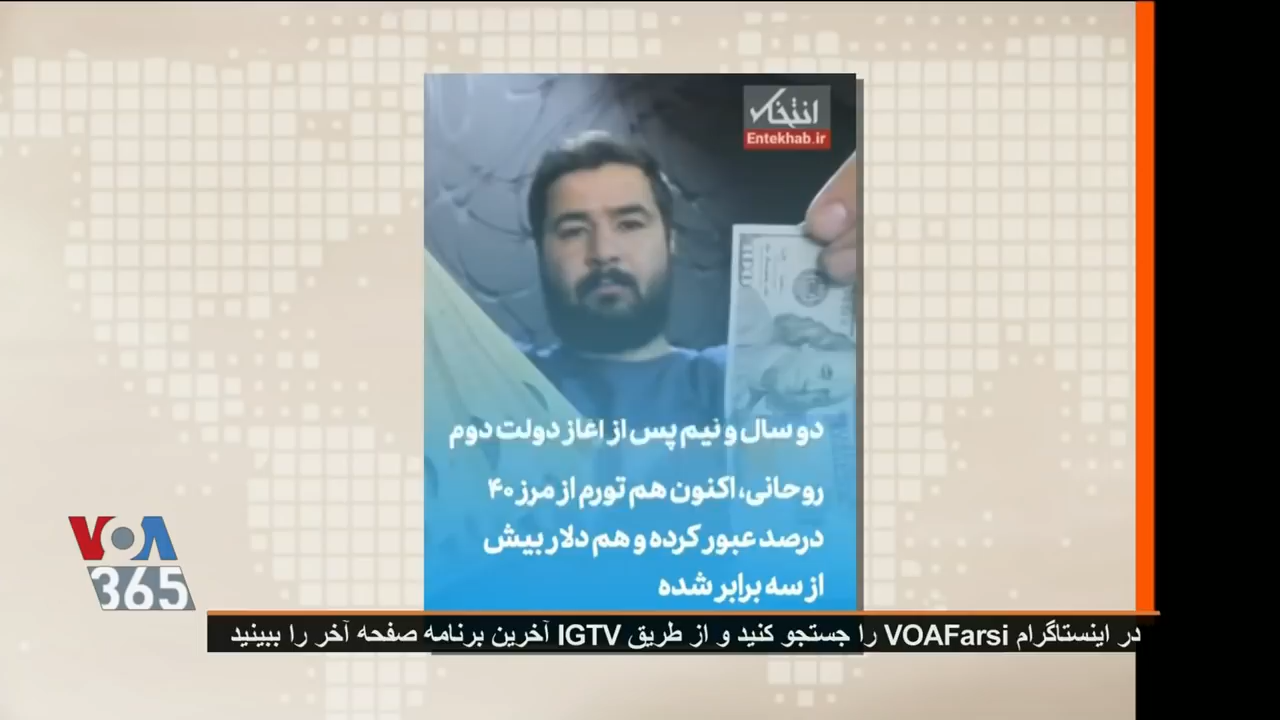 انتخاب
Entekhab.ir
دو سال و نیم پس از اغاز دولت دوم
روحانی، اکنون هم تورم از مرز ۴۰
درصد عبور کرده و هم دلار بیش
از سه برابر شده
VOA
365
در اینستاگرام VOAFarsi را جستجو کنید و از طریق IGTV آخرین برنامه صفحه آخر را ببینید